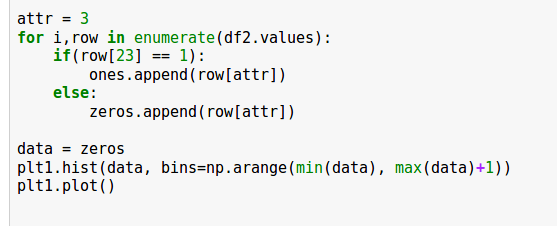 attr = 3
for i,row in enumerate(df2.values):
    if(row[23] == 1):
        ones.append(row[attr])
    else:
        zeros.append(row[attr])

data = zeros
plt1.hist(data, bins=np.arange(min(data), max(data)+1))
plt1.plot()